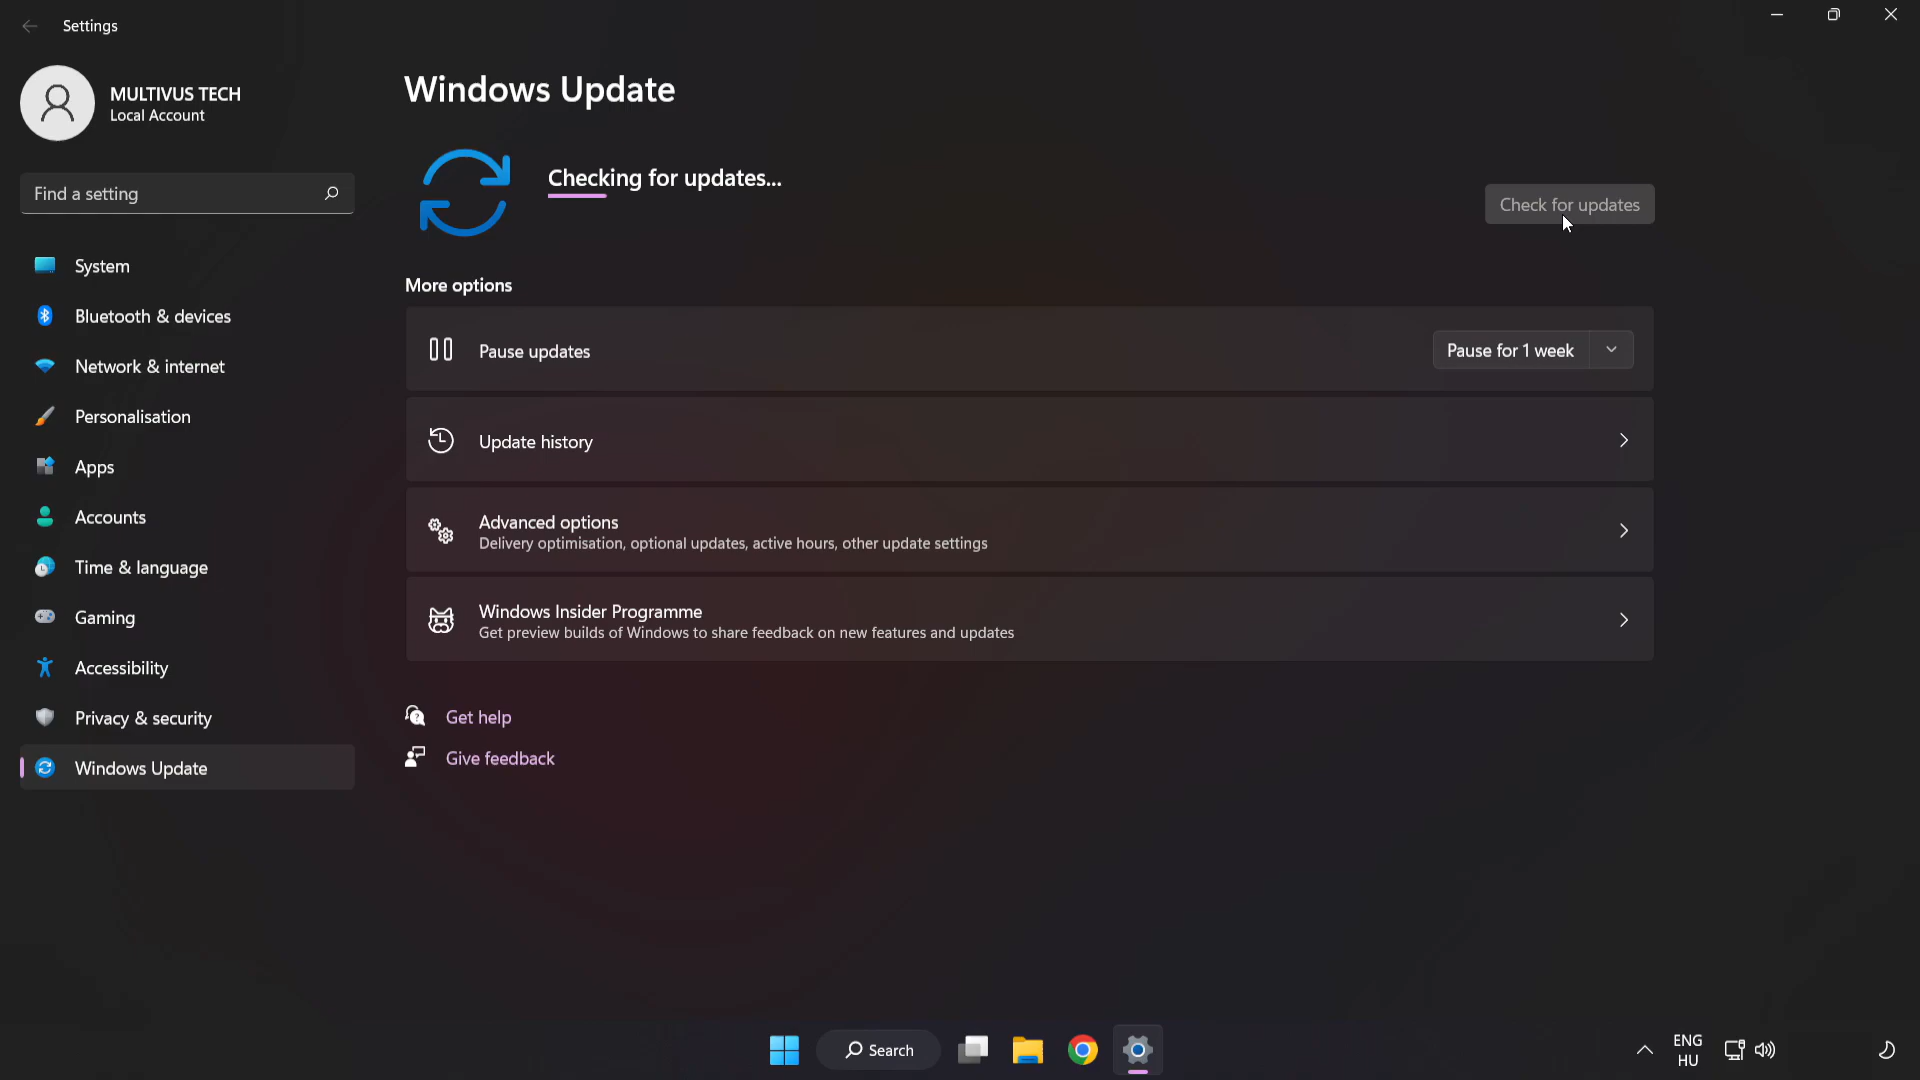 Settings
MULTIVUS TECH
Local Account
Find a setting
System
Bluetooth & devices
Network & internet
Personalisation
Apps
Accounts
Time & language
Gaming
Accessibility
Privacy & security
Windows Update
Windows Update
Checking for updates...
Check for updates
More options
Pause updates
Pause for 1 week
Update history
Advanced options
Delivery optimisation, optional updates, active hours, other update settings
Windows Insider Programme
Get preview builds of Windows to share feedback on new features and updates
Get help
Give feedback
Search
ENG
HU